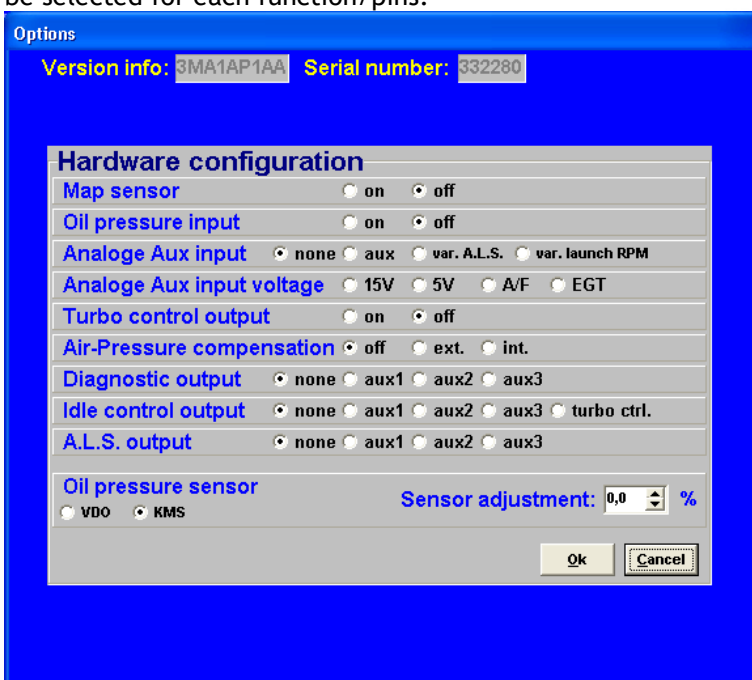 be selected for each function/pins.
Options
Version info: 3MA1AP1AA Serial number: 332280
Hardware configuration
Map sensor on off
Oil pressure input on off
Analoge Aux input none aux var. A.L.S. var. launch RPM
Analoge Aux input voltage 15V 5V A/F EGT
Turbo control output on off
Air-Pressure compensation off ext. int.
Diagnostic output none aux1 aux2 aux3
Idle control output none aux1 aux2 aux3 turbo ctrl.
A.L.S. output none aux1 aux2 aux3
Oil pressure sensor
Sensor adjustment: 0,0 %
VDO KMS
Ok Cancel